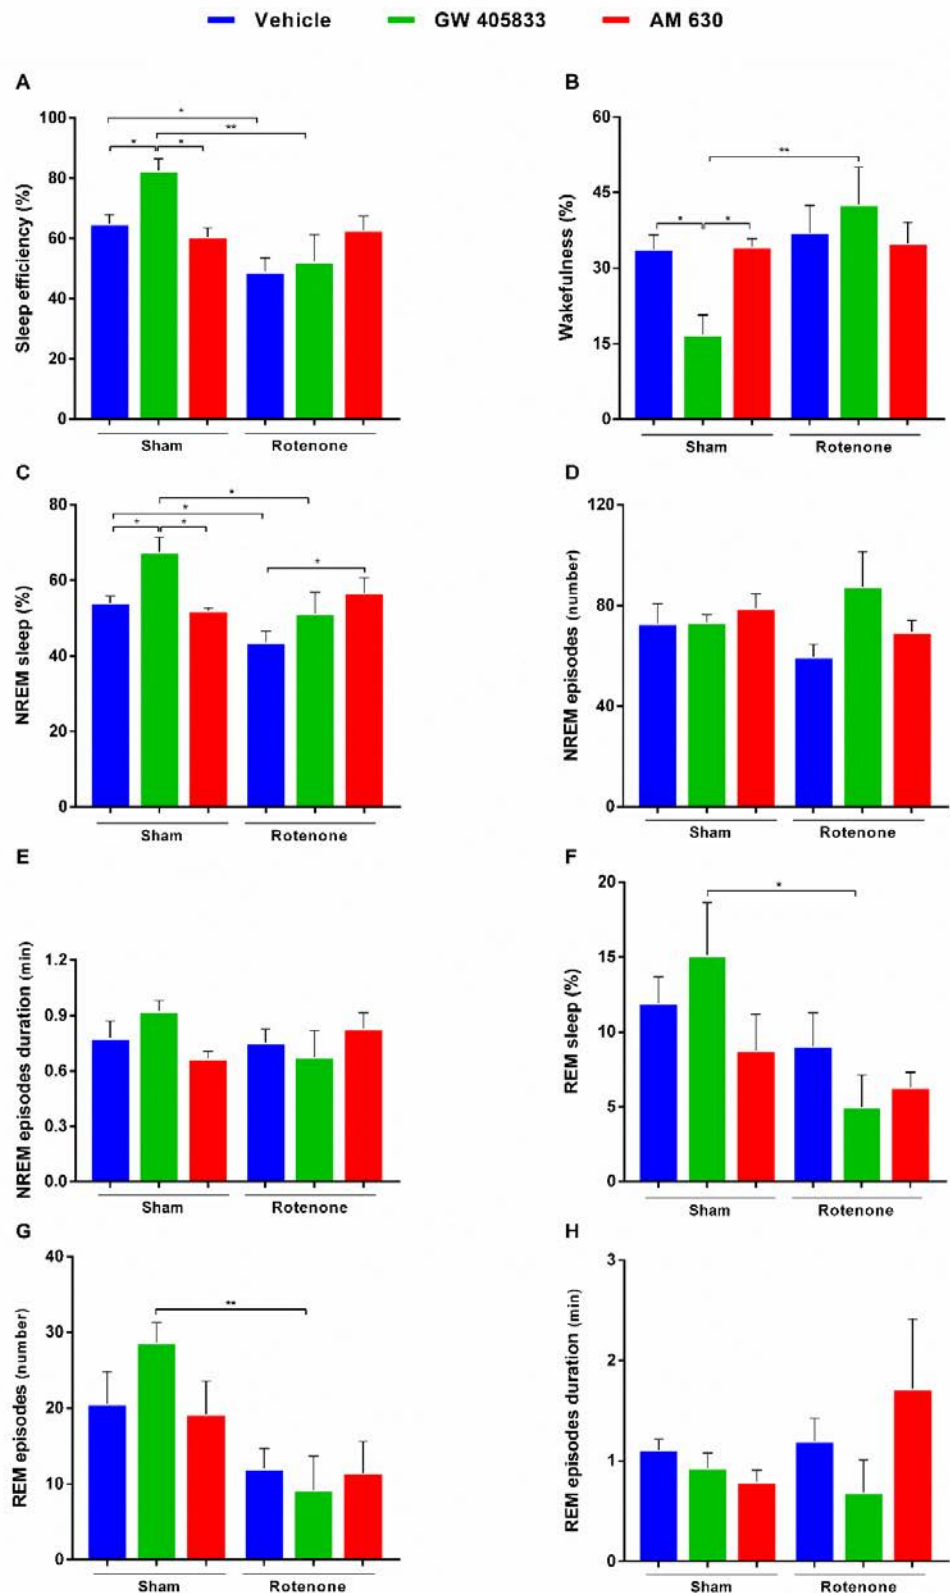 Vehicle GW 405833 AM 630
A
Sleep efficiency (%)
100
80
60
40
20
0
* ** * *
Sham Rotenone
B
Wakefulness (%)
60
45
30
15
0
** * *
Sham Rotenone
C
NREM sleep (%)
80
60
40
20
0
* * * * *
Sham Rotenone
D
NREM episodes (number)
120
80
40
0
Sham Rotenone
E
NREM episodes duration (min)
1.2
0.9
0.6
0.3
0.0
Sham Rotenone
F
REM sleep (%)
20
15
10
5
0
*
Sham Rotenone
G
REM episodes (number)
40
30
20
10
0
**
Sham Rotenone
H
REM episodes duration (min)
3
2
1
0
Sham Rotenone